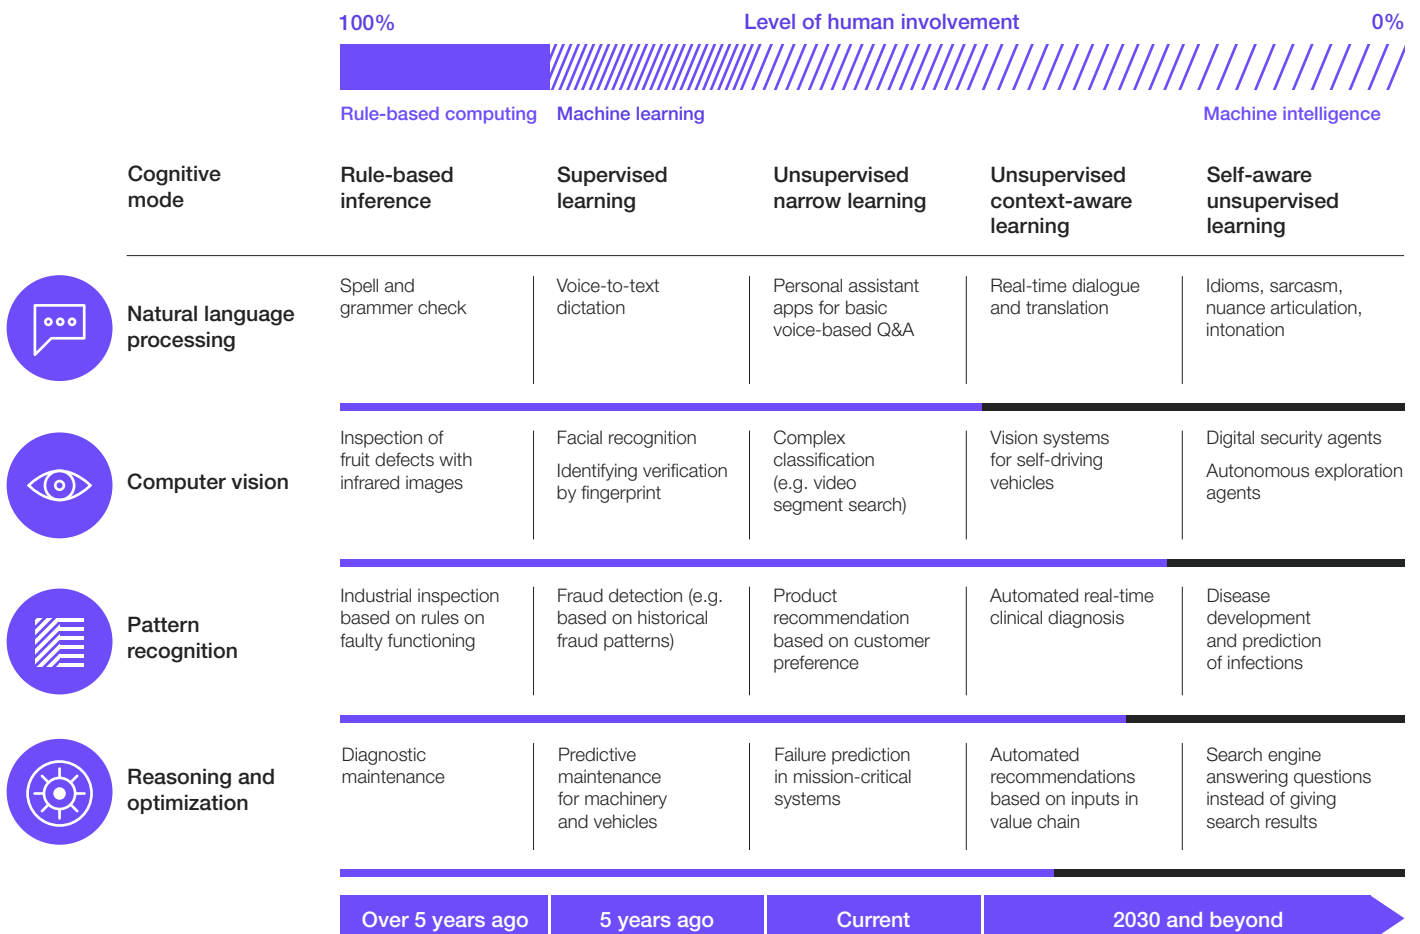 100% Level of human involvement 0%
Rule-based computing Machine learning Machine intelligence
Cognitive
mode
Rule-based
inference
Supervised
learning
Unsupervised
narrow learning
Unsupervised
context-aware
learning
Self-aware
unsupervised
learning
Natural language
processing
Spell and
grammer check
Voice-to-text
dictation
Personal assistant
apps for basic
voice-based Q&A
Real-time dialogue
and translation
Idioms, sarcasm,
nuance articulation,
intonation
Computer vision
Inspection of
fruit defects with
infrared images
Facial recognition
Identifying verification
by fingerprint
Complex
classification
(e.g. video
segment search)
Vision systems
for self-driving
vehicles
Digital security agents
Autonomous exploration
agents
Pattern
recognition
Industrial inspection
based on rules on
faulty functioning
Fraud detection (e.g.
based on historical
fraud patterns)
Product
recommendation
based on customer
preference
Automated real-time
clinical diagnosis
Disease
development
and prediction
of infections
Reasoning and
optimization
Diagnostic
maintenance
Predictive
maintenance
for machinery
and vehicles
Failure prediction
in mission-critical
systems
Automated
recommendations
based on inputs in
value chain
Search engine
answering questions
instead of giving
search results
Over 5 years ago 5 years ago Current 2030 and beyond